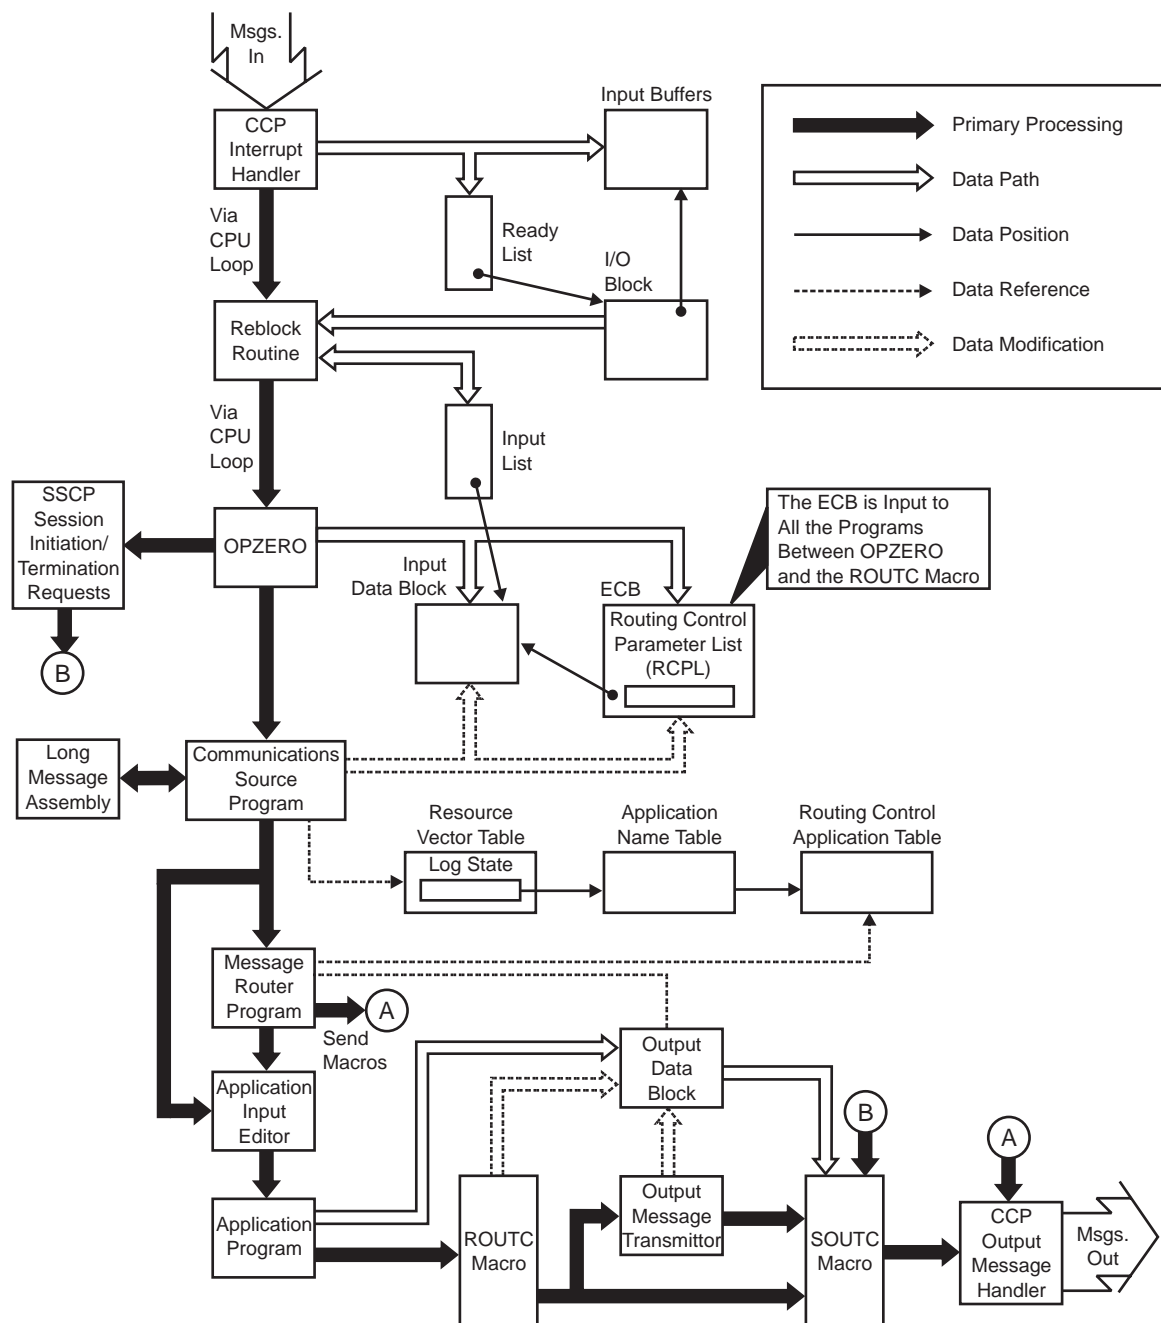 Msgs.
In
CCP
Interrupt
Handler
Input Buffers
Primary Processing
Data Path
Data Position
Data Reference
Data Modification
Via
CPU
Loop
Ready
List
I/O
Block
Reblock
Routine
Via
CPU
Loop
Input
List
SSCP
Session
Initiation/
Termination
Requests
OPZERO
The ECB is Input to
All the Programs
Between OPZERO
and the ROUTC Macro
Input
Data Block
ECB
Routing Control
Parameter List
(RCPL)
B
Long
Message
Assembly
Communications
Source
Program
Resource
Vector Table
Log State
Application
Name Table
Routing Control
Application Table
Message
Router
Program
A
Send
Macros
Application
Input
Editor
Output
Data
Block
B
A
Application
Program
ROUTC
Macro
Output
Message
Transmittor
SOUTC
Macro
CCP
Output
Message
Handler
Msgs.
Out